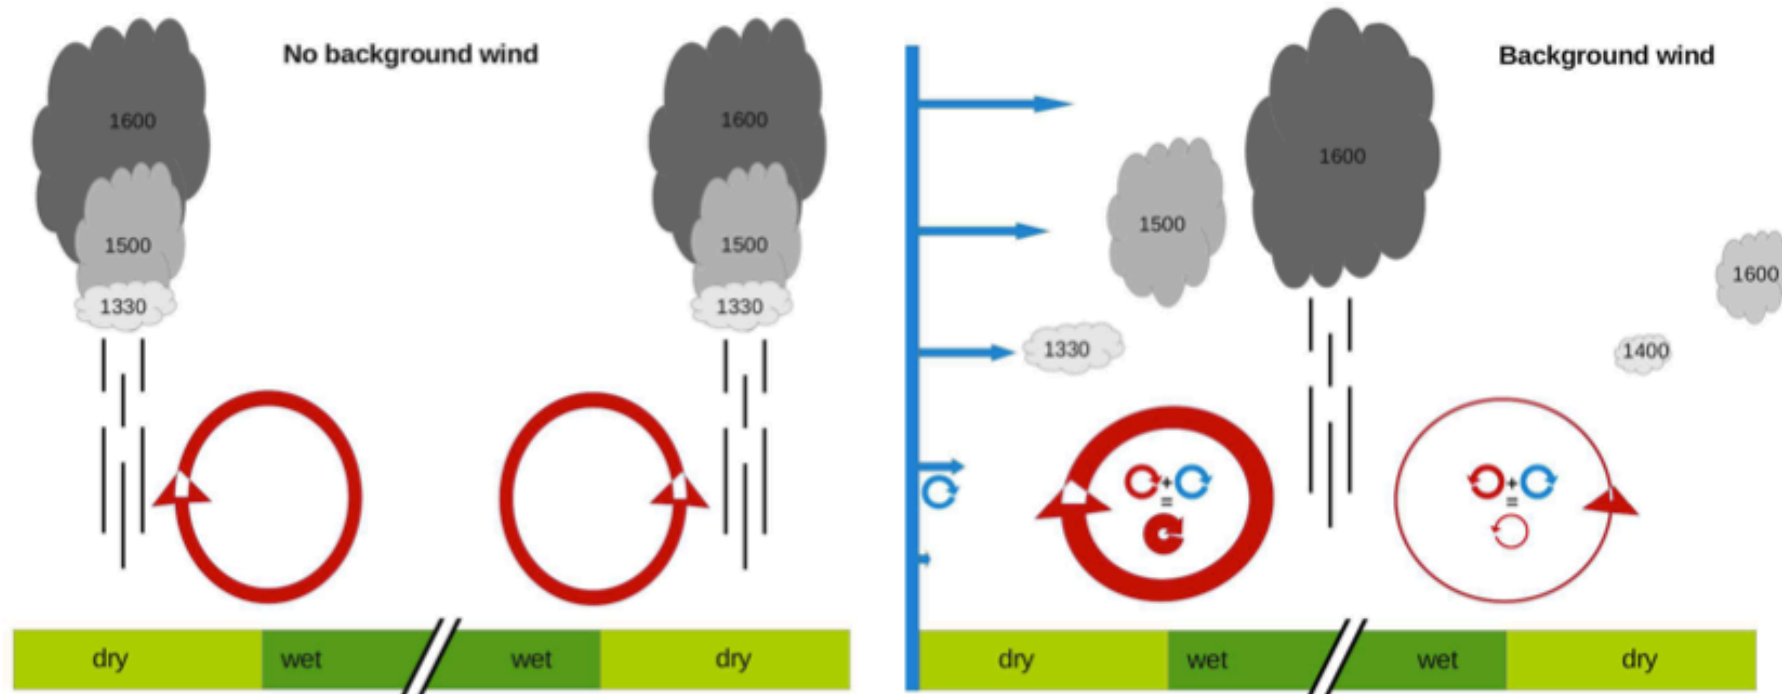 No background wind
Background wind
1600
1600
1600
1500
1500
1500
1600
1330
1330
1330
1400
+
=
+
=
dry
wet
wet
dry
dry
wet
wet
dry